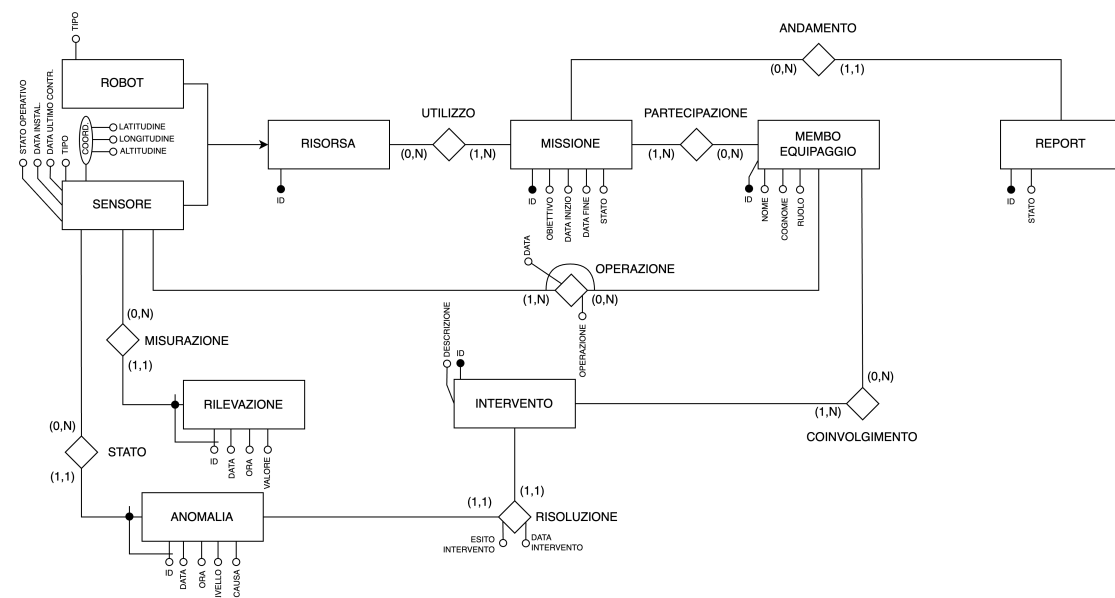 ANDAMENTO
(0,N)
(1,1)
TIPO
ROBOT
STATO OPERATIVO
DATA INSTAL.
DATA ULTIMO CONTR.
TIPO
COORD.
LATITUDINE
LONGITUDINE
ALTITUDINE
SENSORE
RISORSA
ID
UTILIZZO
(0,N)
(1,N)
MISSIONE
ID
OBIETTIVO
DATA INIZIO
DATA FINE
STATO
PARTECIPAZIONE
(1,N)
(0,N)
MEMBO
EQUIPAGGIO
ID
NOME
COGNOME
RUOLO
REPORT
ID
STATO
DATA
OPERAZIONE
(1,N)
(0,N)
OPERAZIONE
(0,N)
MISURAZIONE
(1,1)
RILEVAZIONE
ID
DATA
ORA
VALORE
DESCRIZIONE
ID
INTERVENTO
(0,N)
(1,N)
COINVOLGIMENTO
(0,N)
STATO
(1,1)
ANOMALIA
ID
DATA
ORA
IVELLO
CAUSA
(1,1)
(1,1)
RISOLUZIONE
ESITO
INTERVENTO
DATA
INTERVENTO